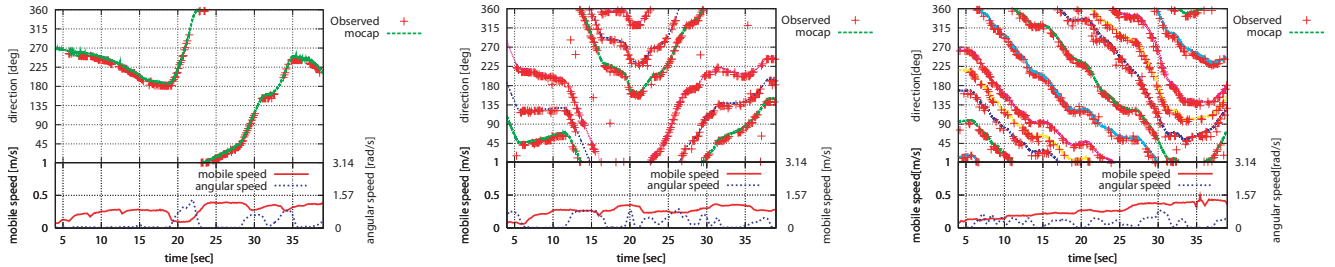 360
315
270
225
180
135
90
45
1
0.5
0
direction [deg]
mobile speed [m/s]
Observed
mocap
mobile speed
angular speed
3.14
1.57
0
angular speed [rad/s]
5 10 15 20 25 30 35
time [sec]
360
315
270
225
180
135
90
45
1
0.5
0
direction [deg]
mobile speed [m/s]
Observed
mocap
mobile speed
angular speed
3.14
1.57
0
mobile speed [m/s]
5 10 15 20 25 30 35
time [sec]
360
315
270
225
180
135
90
45
1
0.5
0
direction [deg]
mobile speed [m/s]
Observed
mocap
mobile speed
angular speed
3.14
1.57
0
angular speed[rad/s]
5 10 15 20 25 30 35
time [sec]